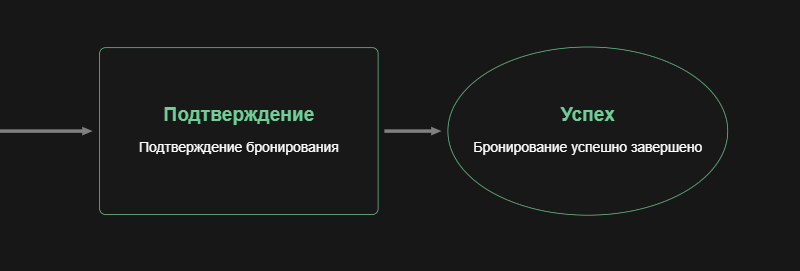 Подтверждение
Подтверждение бронирования
Успех
Бронирование успешно завершено